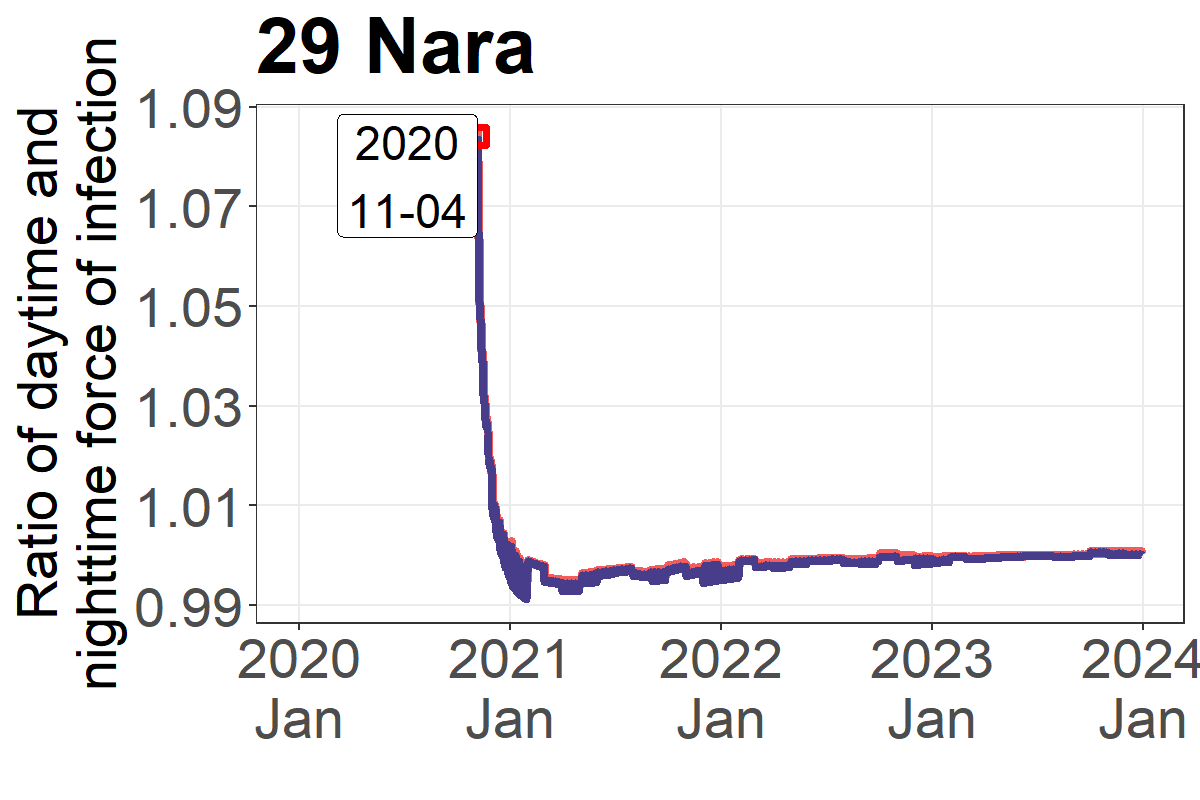 29 Nara
Ratio of daytime and
nighttime force of infection
1.09
1.07
1.05
1.03
1.01
0.99
2020
11-04
2020
Jan
2021
Jan
2022
Jan
2023
Jan
2024
Jan